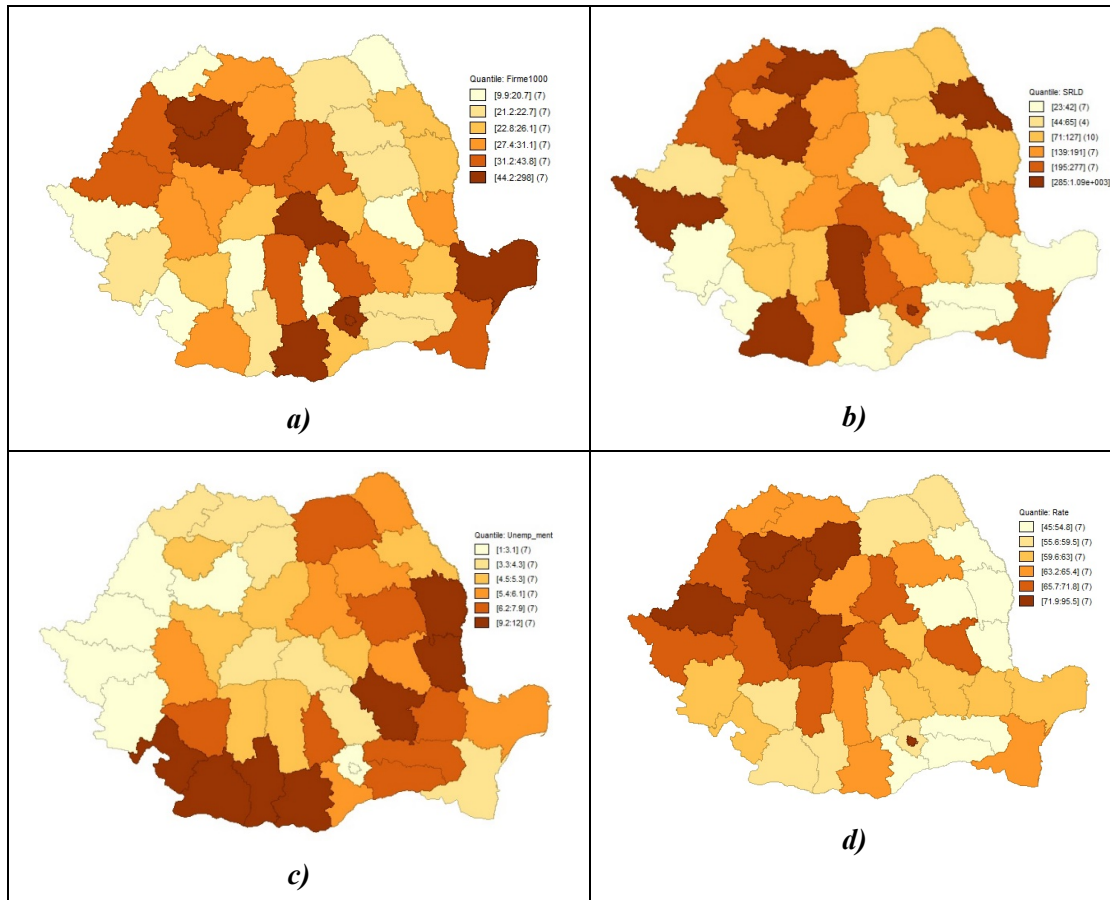 Quantile: Firme1000
[9.9:20.7] (7)
[21.2:22.7] (7)
[22.8:26.1] (7)
[27.4:31.1] (7)
[31.2:43.8] (7)
[44.2:298] (7)
a)
Quantile: SRLD
[23:42] (7)
[44:65] (4)
[71:127] (10)
[139:191] (7)
[195:277] (7)
[285:1.09e+003]
b)
Quantile: Unemp_ment
[1:3.1] (7)
[3.3:4.3] (7)
[4.5:5.3] (7)
[5.4:6.1] (7)
[6.2:7.9] (7)
[9.2:12] (7)
c)
Quantile: Rate
[45:54.8] (7)
[55.6:59.5] (7)
[59.6:63] (7)
[63.2:65.4] (7)
[65.7:71.8] (7)
[71.9:95.5] (7)
d)